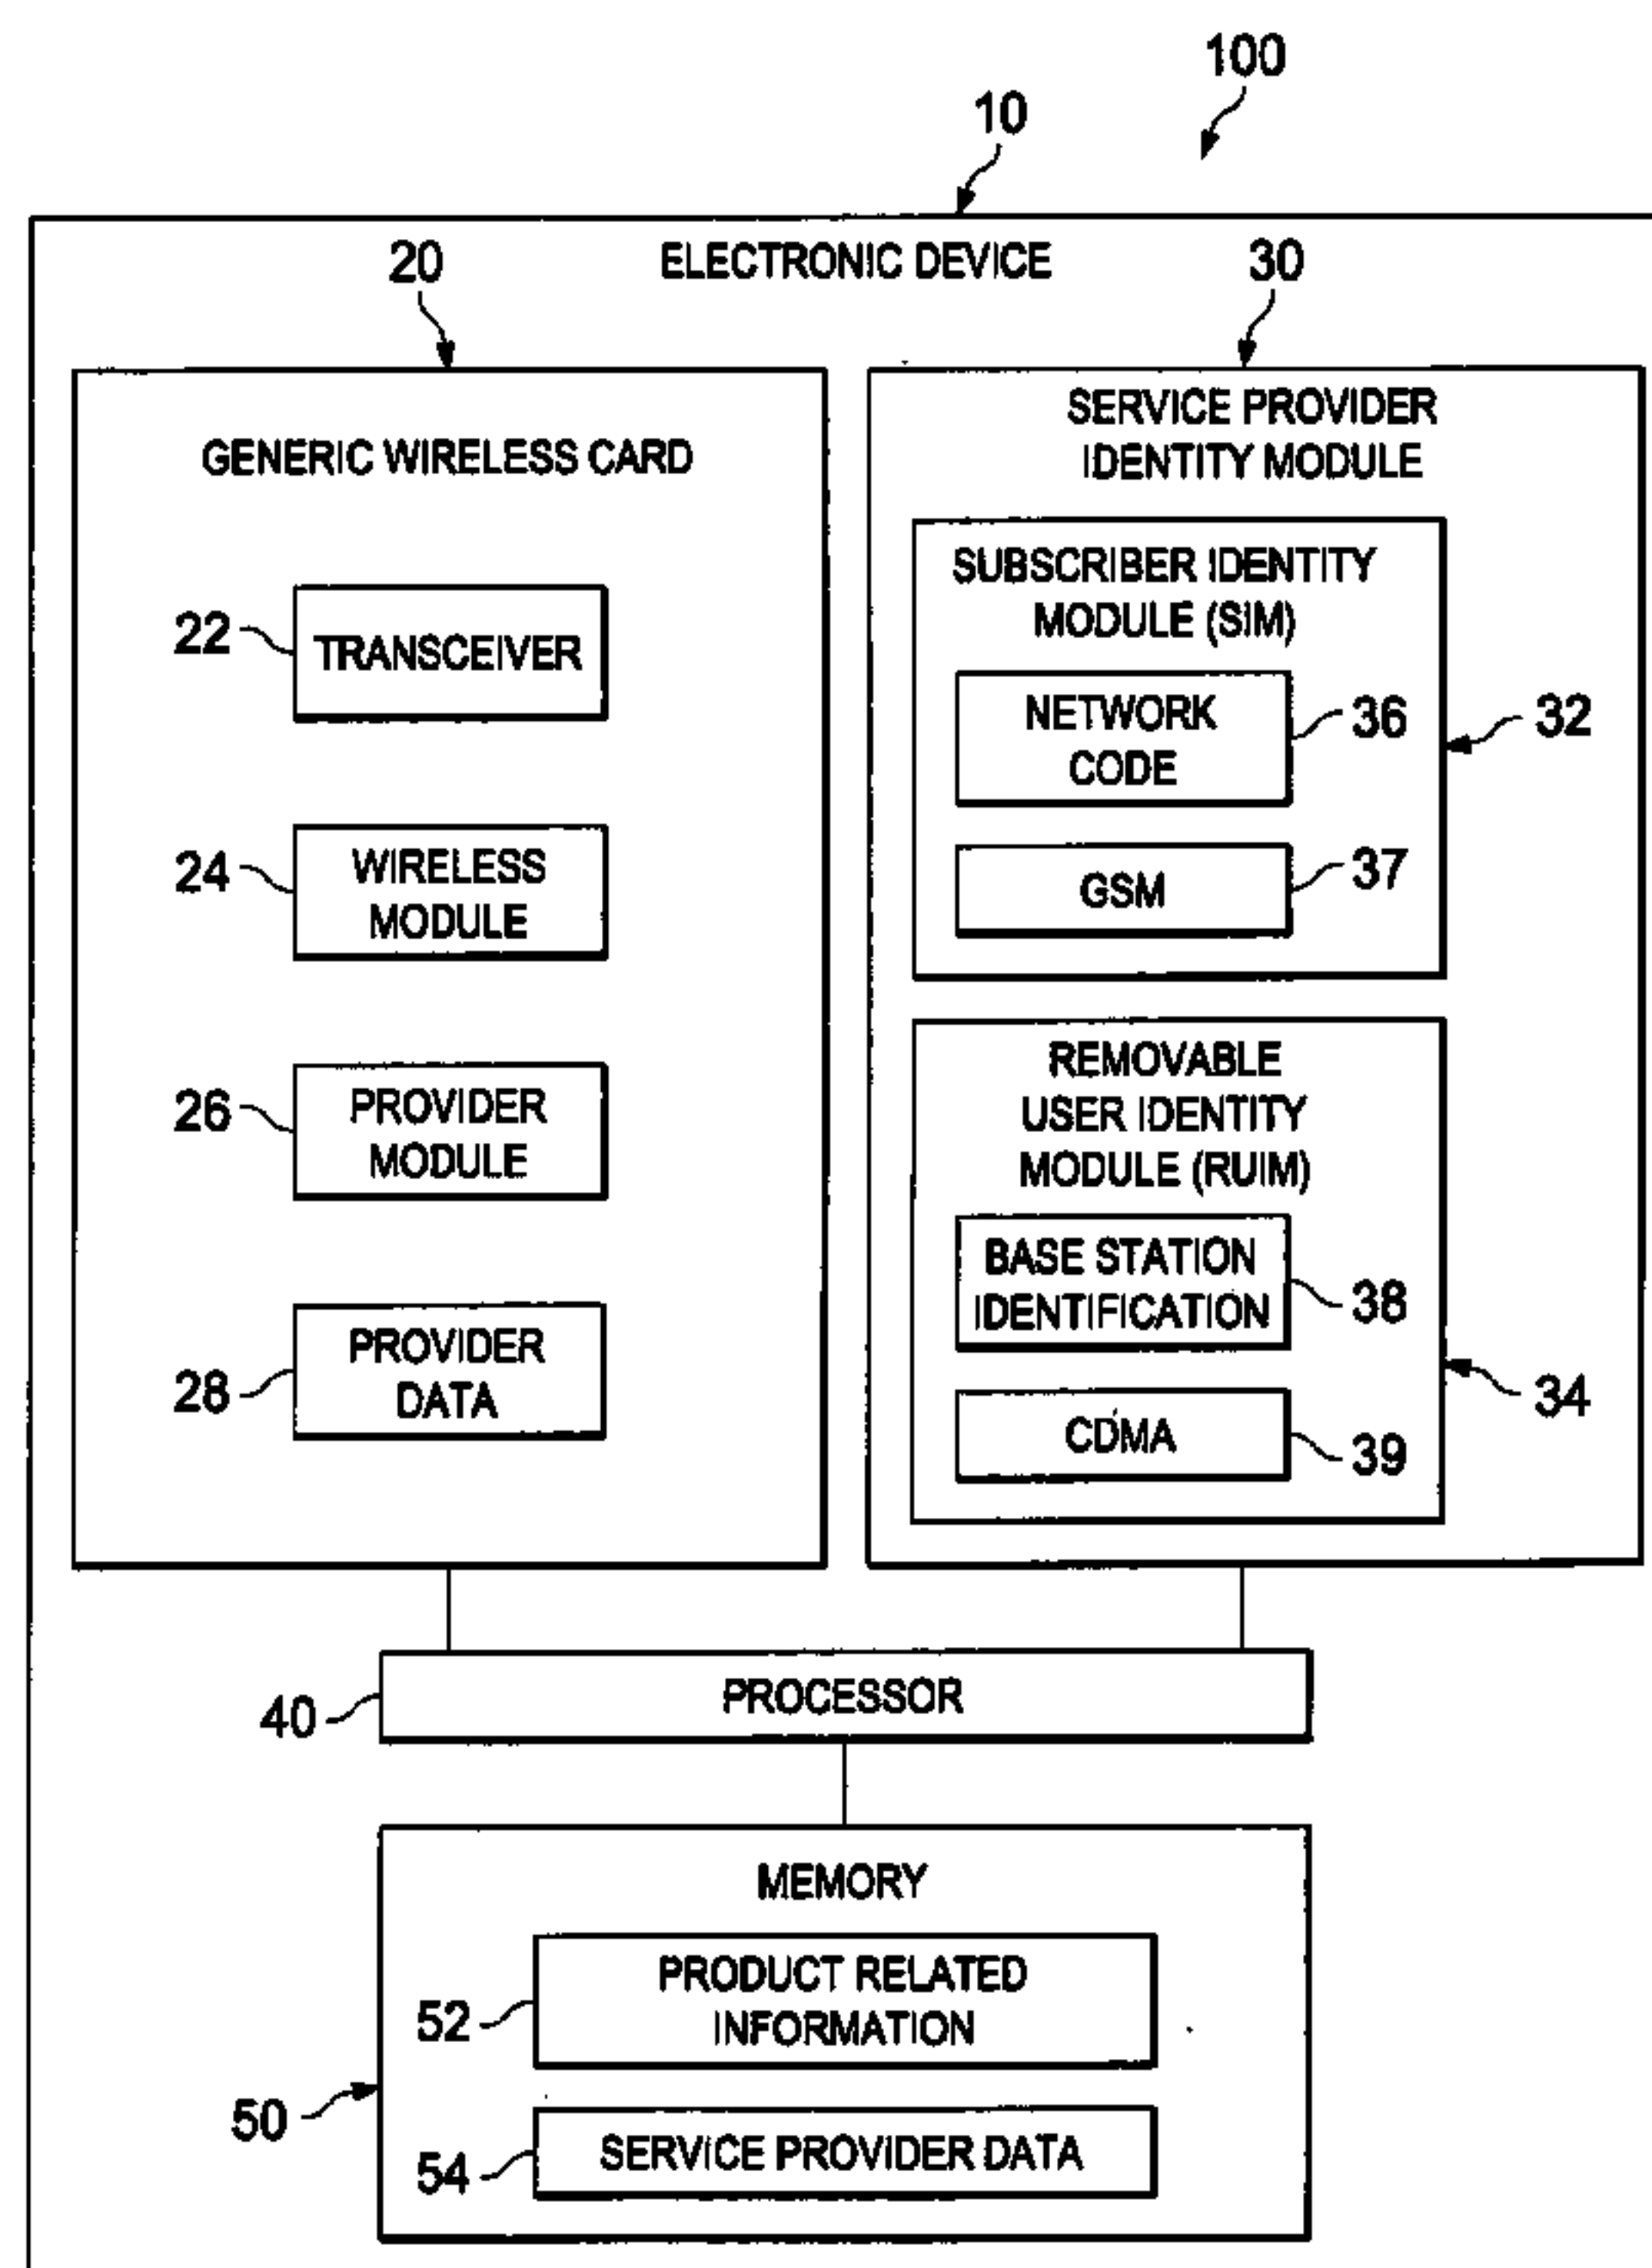 100
10
ELECTRONIC DEVICE
20
30
GENERIC WIRELESS CARD
22
TRANSCEIVER
24
WIRELESS
MODULE
26
PROVIDER
MODULE
28
PROVIDER
DATA
SERVICE PROVIDER
IDENTITY MODULE
SUBSCRIBER IDENTITY
MODULE (SIM)
NETWORK
CODE
36
32
GSM
37
REMOVABLE
USER IDENTITY
MODULE (RUIM)
BASE STATION
IDENTIFICATION
38
34
CDMA
39
40
PROCESSOR
MEMORY
52
PRODUCT RELATED
INFORMATION
50
54
SERVICE PROVIDER DATA